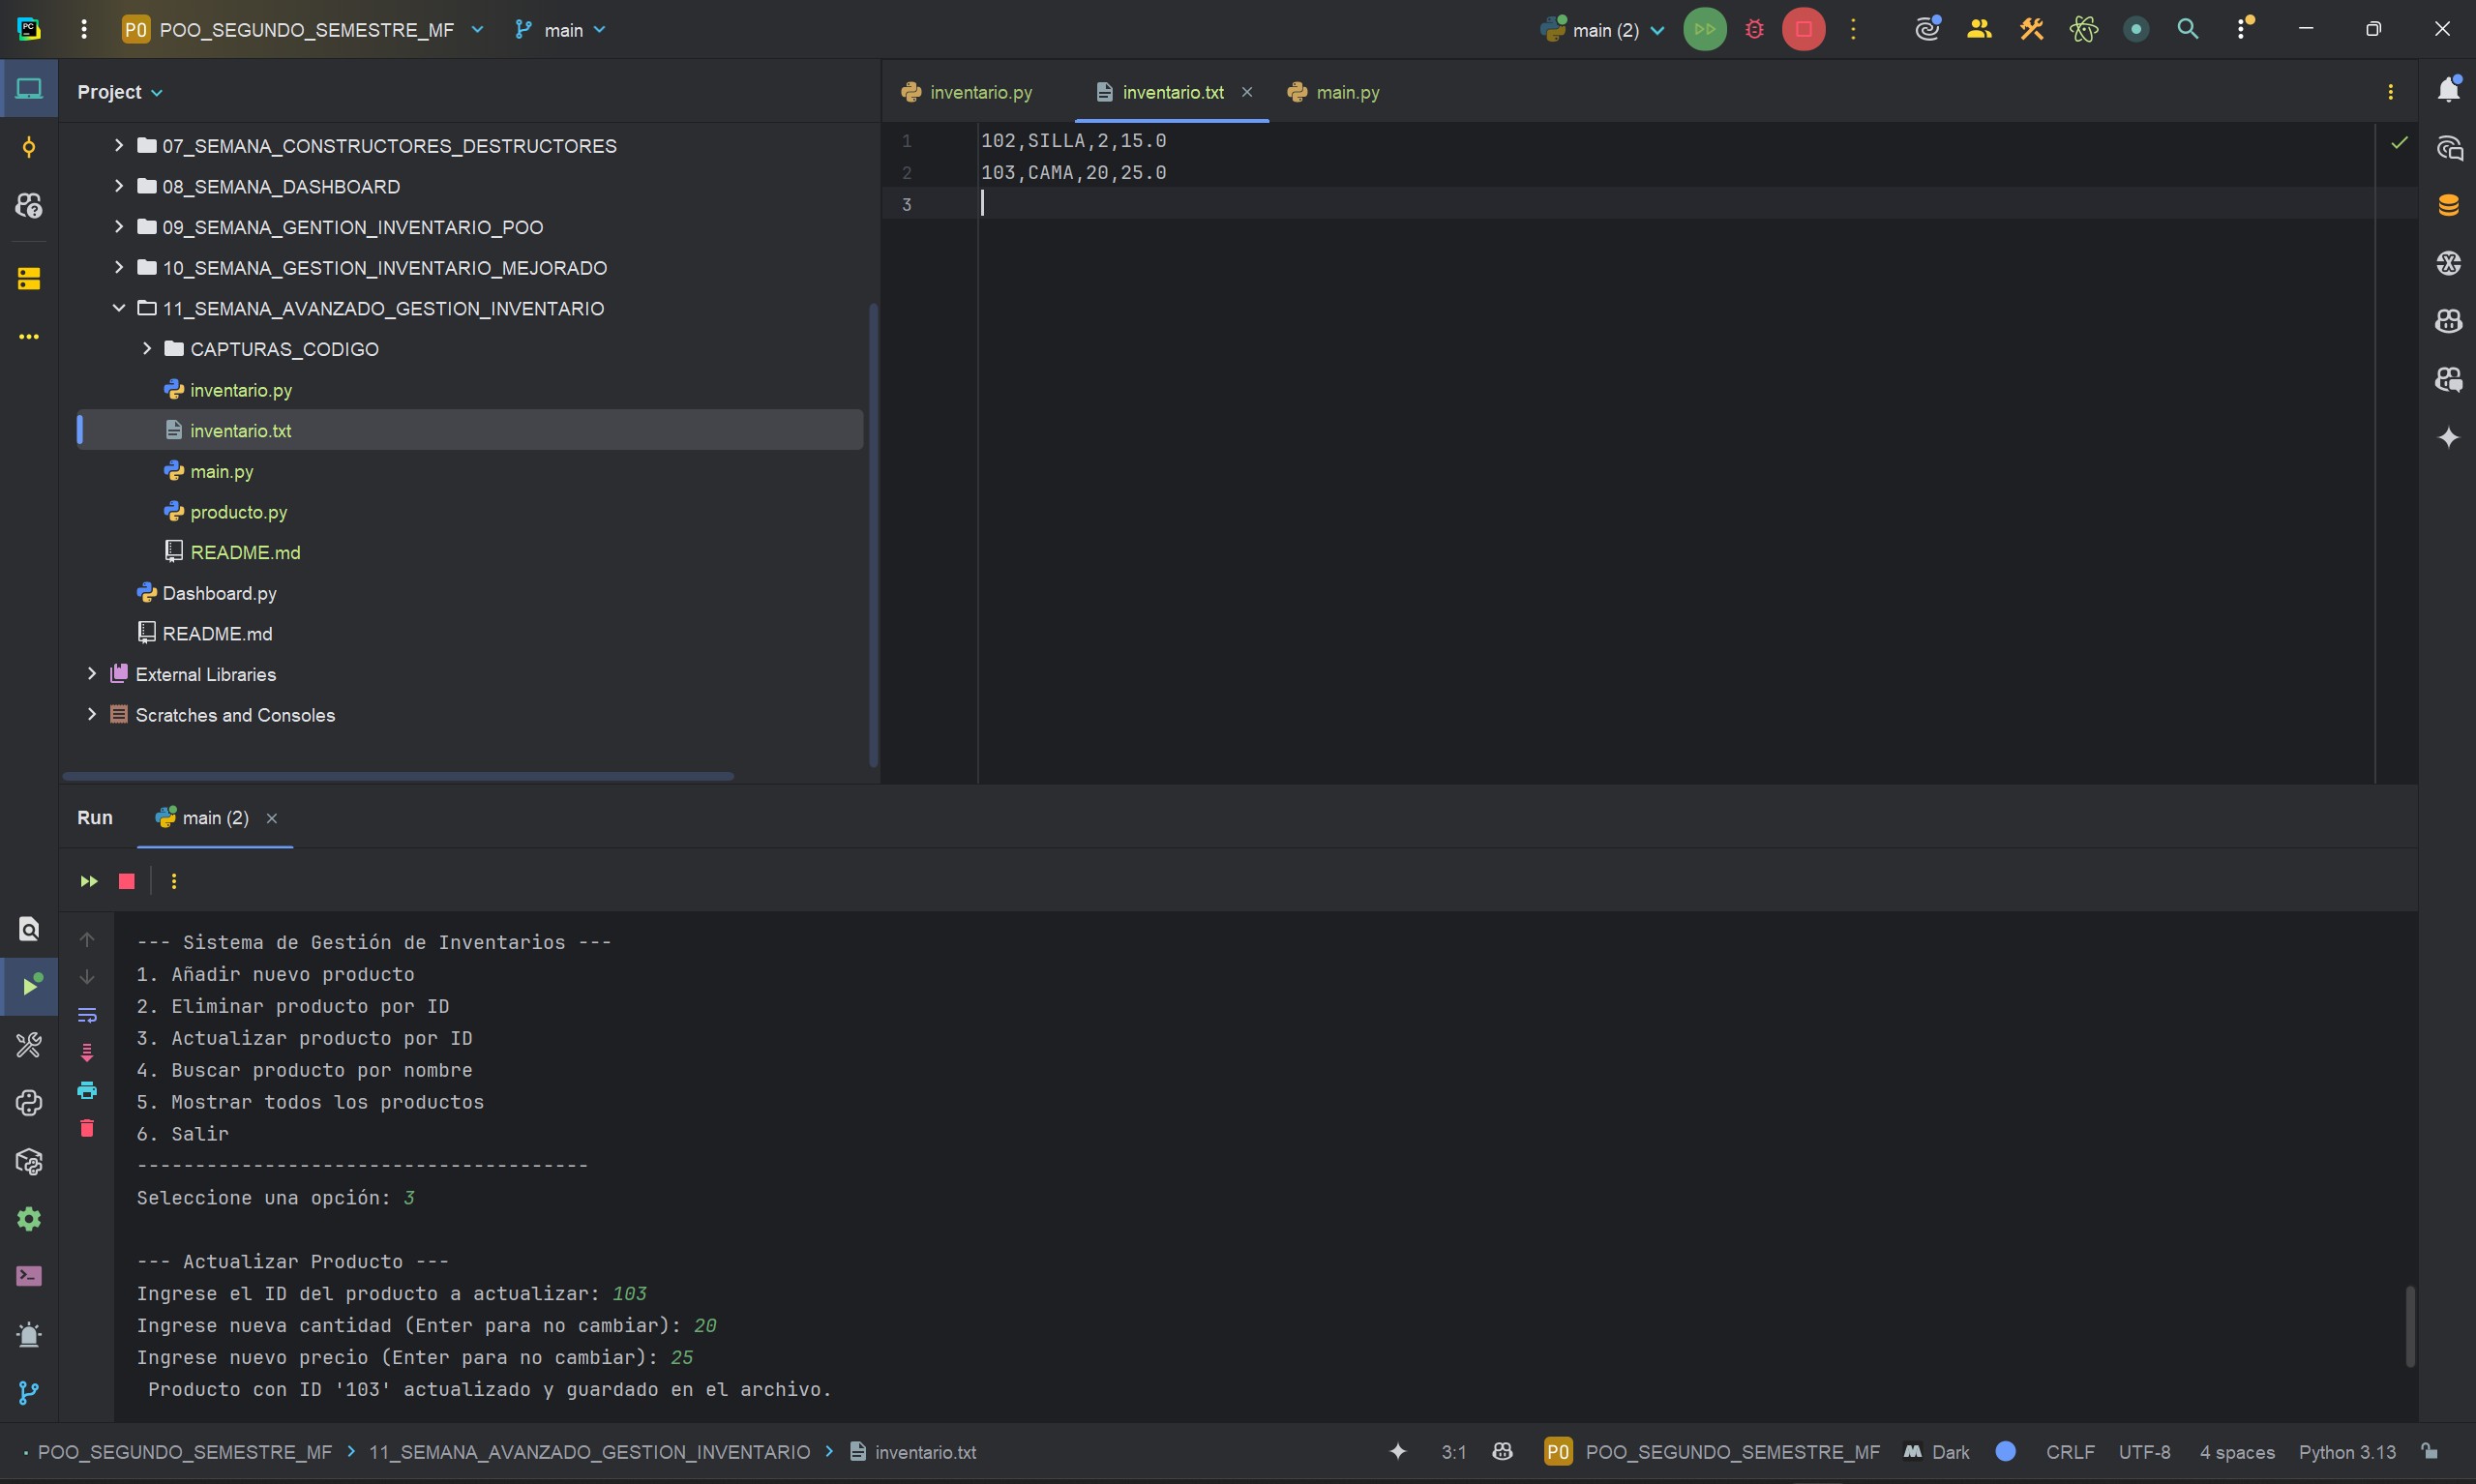 PC
PO POO_SEGUNDO_SEMESTRE_MF main main (2)
Project
07_SEMANA_CONSTRUCTORES_DESTRUCTORES
08_SEMANA_DASHBOARD
09_SEMANA_GENTION_INVENTARIO_POO
10_SEMANA_GESTION_INVENTARIO_MEJORADO
11_SEMANA_AVANZADO_GESTION_INVENTARIO
CAPTURAS_CODIGO
inventario.py
inventario.txt
main.py
producto.py
README.md
Dashboard.py
README.md
External Libraries
Scratches and Consoles
inventario.py inventario.txt main.py
1 102,SILLA,2,15.0
2 103,CAMA,20,25.0
3
Run main (2)
--- Sistema de Gestión de Inventarios ---
1. Añadir nuevo producto
2. Eliminar producto por ID
3. Actualizar producto por ID
4. Buscar producto por nombre
5. Mostrar todos los productos
6. Salir
---------------------------------------
Seleccione una opción: 3
--- Actualizar Producto ---
Ingrese el ID del producto a actualizar: 103
Ingrese nueva cantidad (Enter para no cambiar): 20
Ingrese nuevo precio (Enter para no cambiar): 25
Producto con ID '103' actualizado y guardado en el archivo.
POO_SEGUNDO_SEMESTRE_MF 11_SEMANA_AVANZADO_GESTION_INVENTARIO inventario.txt 3:1 PO POO_SEGUNDO_SEMESTRE_MF Dark CRLF UTF-8 4 spaces Python 3.13